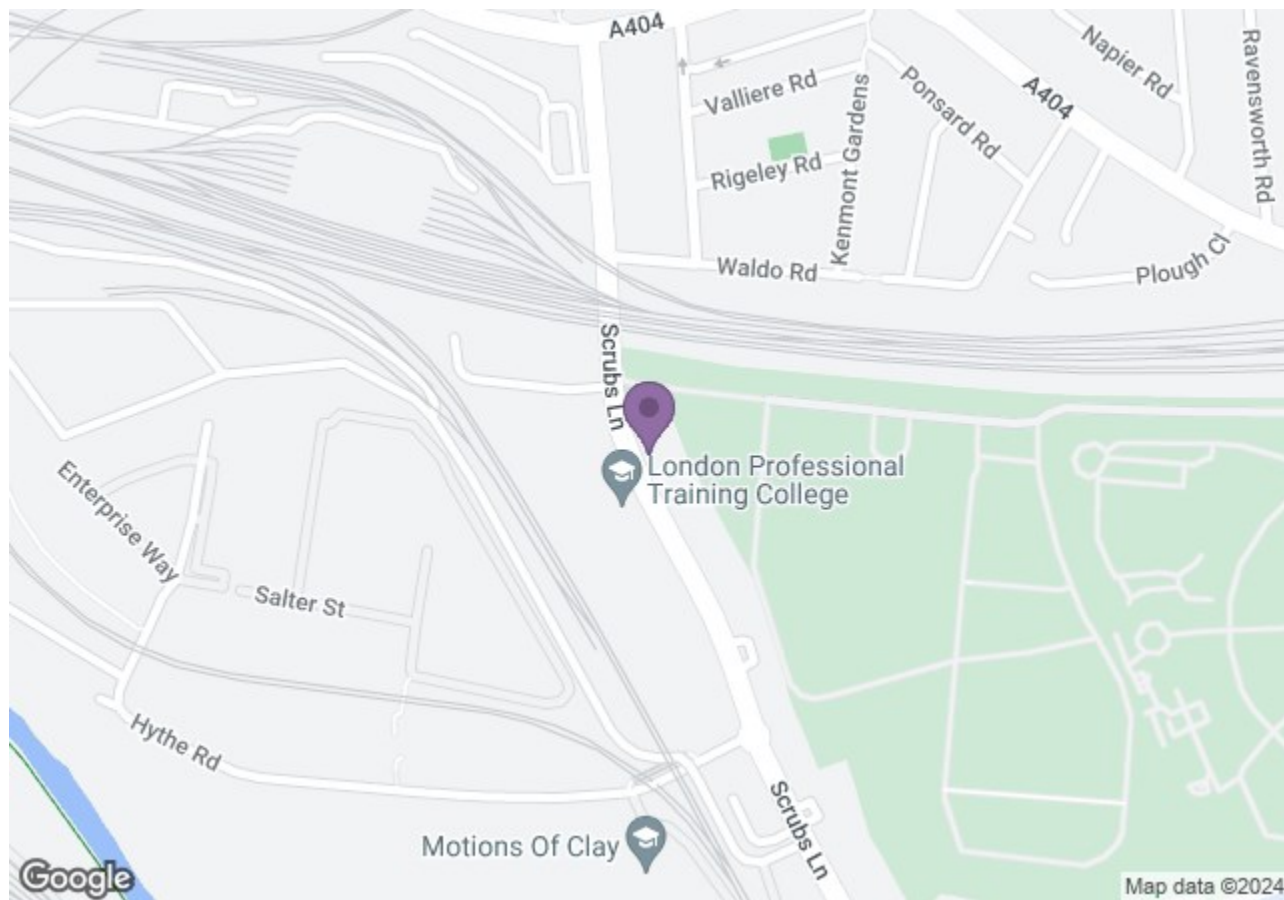 A404
Valliere Rd
Ponsard Rd
Napier Rd
Ravensworth Rd
A404
Rigeley Rd
Kenmont Gardens
Waldo Rd
Plough Cl
Scrubs Ln
London Professional
Training College
Enterprise Way
Salter St
Hythe Rd
Motions Of Clay
Scrubs Ln
Google
Map data ©2024